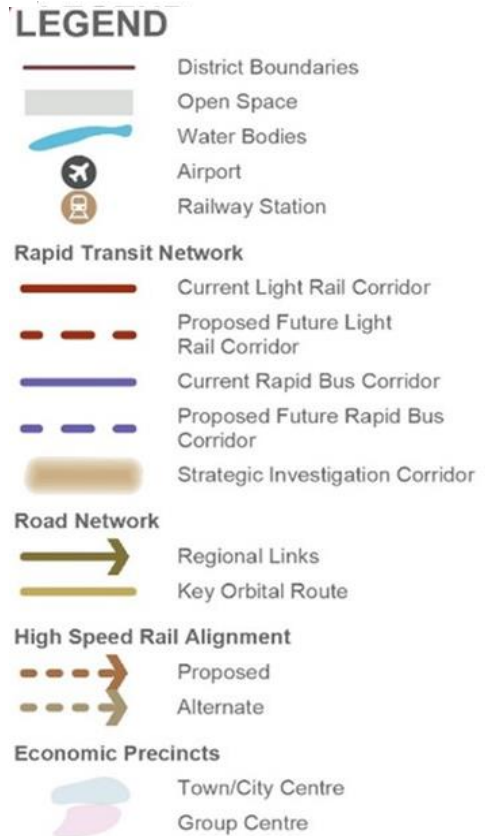 LEGEND
District Boundaries
Open Space
Water Bodies
Airport
Railway Station
Rapid Transit Network
Current Light Rail Corridor
Proposed Future Light
Rail Corridor
Current Rapid Bus Corridor
Proposed Future Rapid Bus
Corridor
Strategic Investigation Corridor
Road Network
Regional Links
Key Orbital Route
High Speed Rail Alignment
Proposed
Alternate
Economic Precincts
Town/City Centre
Group Centre